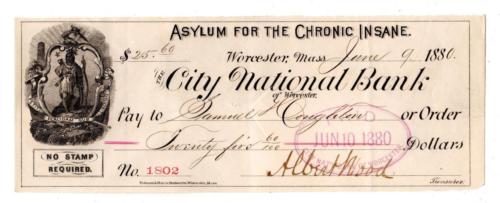 ASYLUM FOR THE CHRONIC INSANE.
$25.60 Worcester, Mass June 9 1880.
THE City National Bank
of Worcester,
Pay to Samuel Coughlin or Order
Twenty five 60/100 Dollars
JUN 10 1880
NO STAMP
REQUIRED.
No. 1802
Albert Wood
Treasurer.